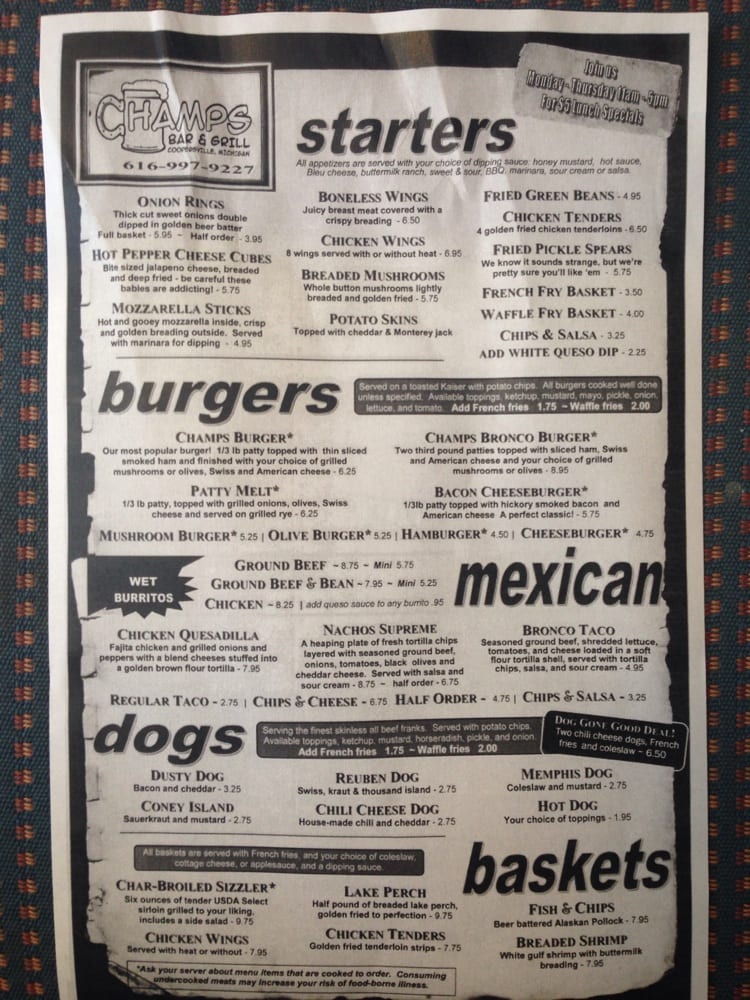 CHAMPS
BAR & GRILL
COOPERSVILLE, MICHIGAN
616-997-9227
Join us
Monday - Thursday 11am - 5pm
For $5 Lunch Specials
starters
All appetizers are served with your choice of dipping sauce: honey mustard, hot sauce,
Bleu cheese, buttermilk ranch, sweet & sour, BBQ, marinara, sour cream or salsa.
ONION RINGS
Thick cut sweet onions double
dipped in golden beer batter
Full basket - 5.95 ~ Half order - 3.95
HOT PEPPER CHEESE CUBES
Bite sized jalapeno cheese, breaded
and deep fried - be careful these
babies are addicting! - 5.75
MOZZARELLA STICKS
Hot and gooey mozzarella inside, crisp
and golden breading outside. Served
with marinara for dipping - 4.95
BONELESS WINGS
Juicy breast meat covered with a
crispy breading - 6.50
CHICKEN WINGS
8 wings served with or without heat - 6.95
BREADED MUSHROOMS
Whole button mushrooms lightly
breaded and golden fried - 5.75
POTATO SKINS
Topped with cheddar & Monterey jack
FRIED GREEN BEANS - 4.95
CHICKEN TENDERS
4 golden fried chicken tenderloins - 6.50
FRIED PICKLE SPEARS
We know it sounds strange, but we're
pretty sure you'll like 'em - 5.75
FRENCH FRY BASKET - 3.50
WAFFLE FRY BASKET - 4.00
CHIPS & SALSA - 3.25
ADD WHITE QUESO DIP - 2.25
burgers
Served on a toasted Kaiser with potato chips. All burgers cooked well done
unless specified. Available toppings, ketchup, mustard, mayo, pickle, onion,
lettuce, and tomato. Add French fries 1.75 ~ Waffle fries 2.00
CHAMPS BURGER*
Our most popular burger! 1/3 lb patty topped with thin sliced
smoked ham and finished with your choice of grilled
mushrooms or olives, Swiss and American cheese - 6.25
CHAMPS BRONCO BURGER*
Two third pound patties topped with sliced ham, Swiss
and American cheese and your choice of grilled
mushrooms or olives - 8.95
PATTY MELT*
1/3 lb patty, topped with grilled onions, olives, Swiss
cheese and served on grilled rye - 6.25
BACON CHEESEBURGER*
1/3lb patty topped with hickory smoked bacon and
American cheese A perfect classic! - 5.75
MUSHROOM BURGER* 5.25 | OLIVE BURGER* 5.25 | HAMBURGER* 4.50 | CHEESEBURGER* 4.75
WET
BURRITOS
GROUND BEEF ~ 8.75 ~ Mini 5.75
GROUND BEEF & BEAN ~ 7.95 ~ Mini 5.25
CHICKEN ~ 8.25 | add queso sauce to any burrito .95
mexican
CHICKEN QUESADILLA
Fajita chicken and grilled onions and
peppers with a blend cheeses stuffed into
a golden brown flour tortilla - 7.95
NACHOS SUPREME
A heaping plate of fresh tortilla chips
layered with seasoned ground beef,
onions, tomatoes, black olives and
cheddar cheese. Served with salsa and
sour cream - 8.75 ~ half order - 6.75
BRONCO TACO
Seasoned ground beef, shredded lettuce,
tomatoes, and cheese loaded in a soft
flour tortilla shell, served with tortilla
chips, salsa, and sour cream - 4.95
REGULAR TACO - 2.75 | CHIPS & CHEESE - 6.75 HALF ORDER - 4.75 | CHIPS & SALSA - 3.25
dogs
Serving the finest skinless all beef franks. Served with potato chips.
Available toppings, ketchup, mustard, horseradish, pickle, and onion.
Add French fries 1.75 ~ Waffle fries 2.00
DOG GONE GOOD DEAL!
Two chili cheese dogs, French
fries and coleslaw ~ 6.50
DUSTY DOG
Bacon and cheddar - 3.25
REUBEN DOG
Swiss, kraut & thousand island - 2.75
MEMPHIS DOG
Coleslaw and mustard - 2.75
CONEY ISLAND
Sauerkraut and mustard - 2.75
CHILI CHEESE DOG
House-made chili and cheddar - 2.75
HOT DOG
Your choice of toppings - 1.95
All baskets are served with French fries, and your choice of coleslaw,
cottage cheese, or applesauce, and a dipping sauce.
baskets
CHAR-BROILED SIZZLER*
Six ounces of tender USDA Select
sirloin grilled to your liking,
includes a side salad - 9.75
LAKE PERCH
Half pound of breaded lake perch,
golden fried to perfection - 9.75
FISH & CHIPS
Beer battered Alaskan Pollock - 7.95
CHICKEN WINGS
Served with heat or without - 7.95
CHICKEN TENDERS
Golden fried tenderloin strips - 7.75
BREADED SHRIMP
White gulf shrimp with buttermilk
breading - 7.95
*Ask your server about menu items that are cooked to order. Consuming
undercooked meats may increase your risk of food-borne illness.